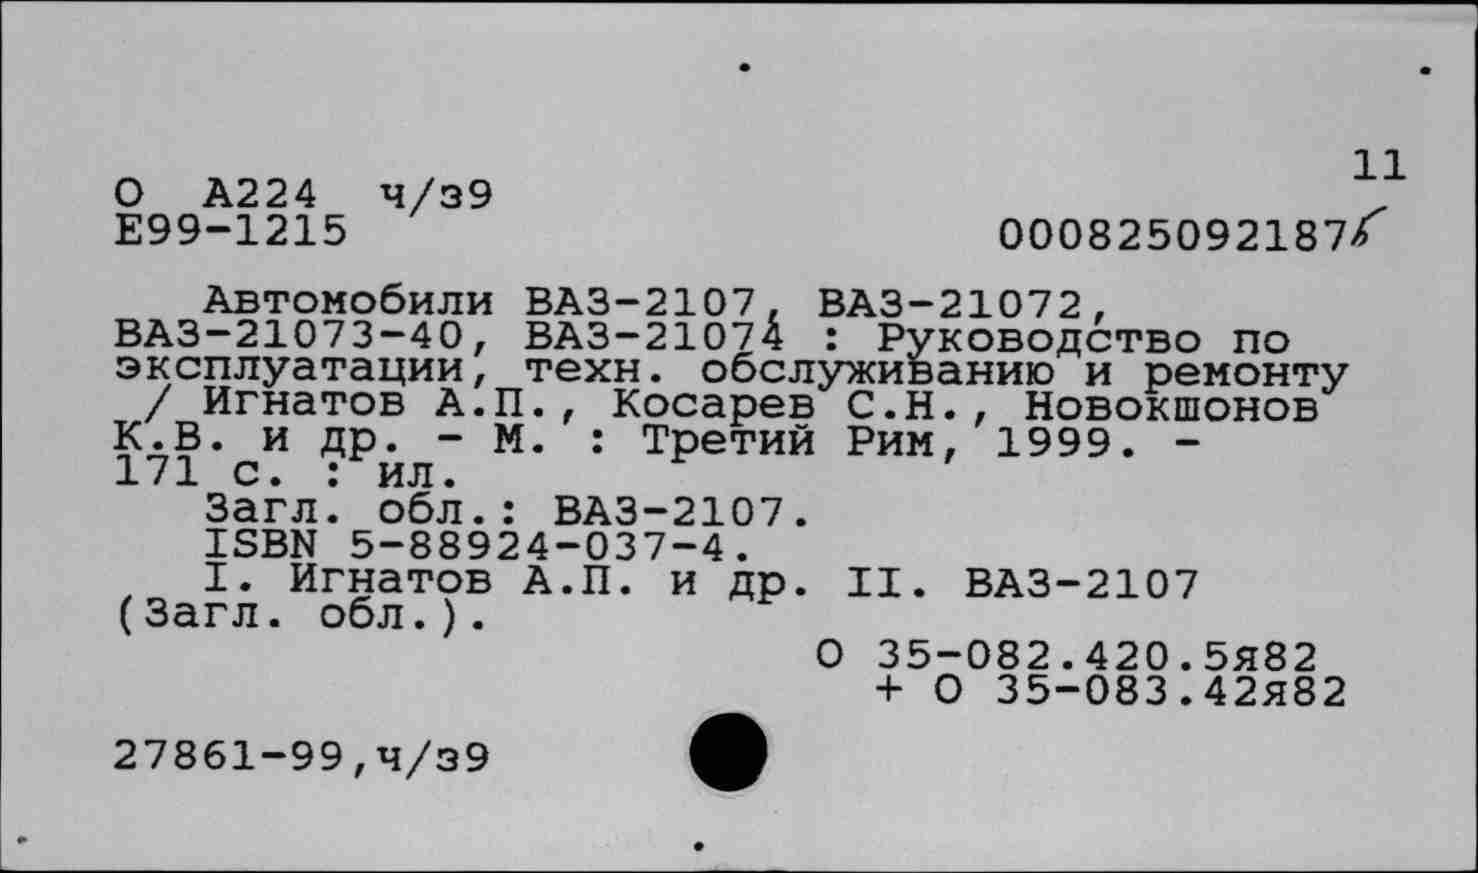 11
О А224 ч/з9
Е99-1215 000825092187
Автомобили ВАЗ-2107, ВАЗ-21072,
ВАЗ-21073-40, ВАЗ-21074 : Руководство по
эксплуатации, техн. обслуживанию и ремонту
/ Игнатов А.П., Косарев С.Н., Новокшонов
К.В. и др. - М. : Третий Рим, 1999. -
171 с. : ил.
Загл. обл.: ВАЗ-2107.
ISBN 5-88924-037-4.
I. Игнатов А.П. и др. II. ВАЗ-2107
(Загл. обл.).
О 35-082.420.5я82
+ О 35-083.42я82
27861-99,ч/з9